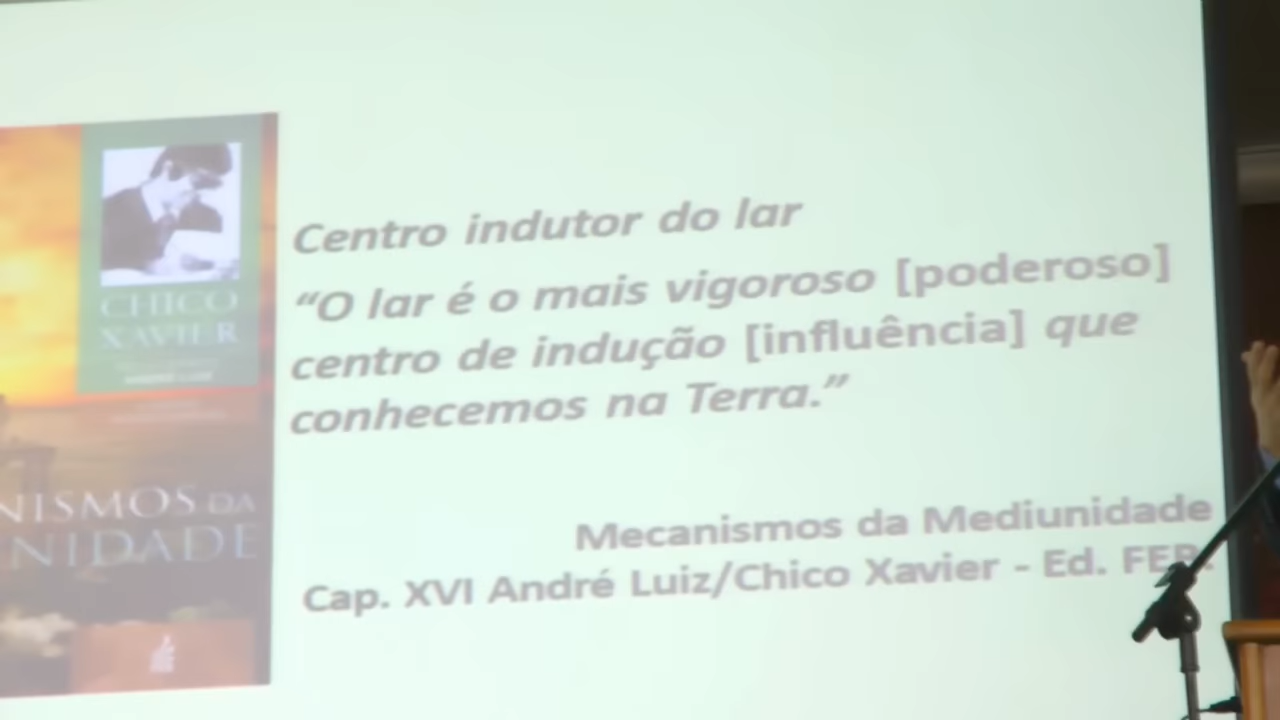 CHICO
XAVIER
NISMOS DA
NIDADE
Centro indutor do lar
“O lar é o mais vigoroso [poderoso]
centro de indução [influência] que
conhecemos na Terra.”
Mecanismos da Mediunidade
Cap. XVI André Luiz/Chico Xavier - Ed. FEB.